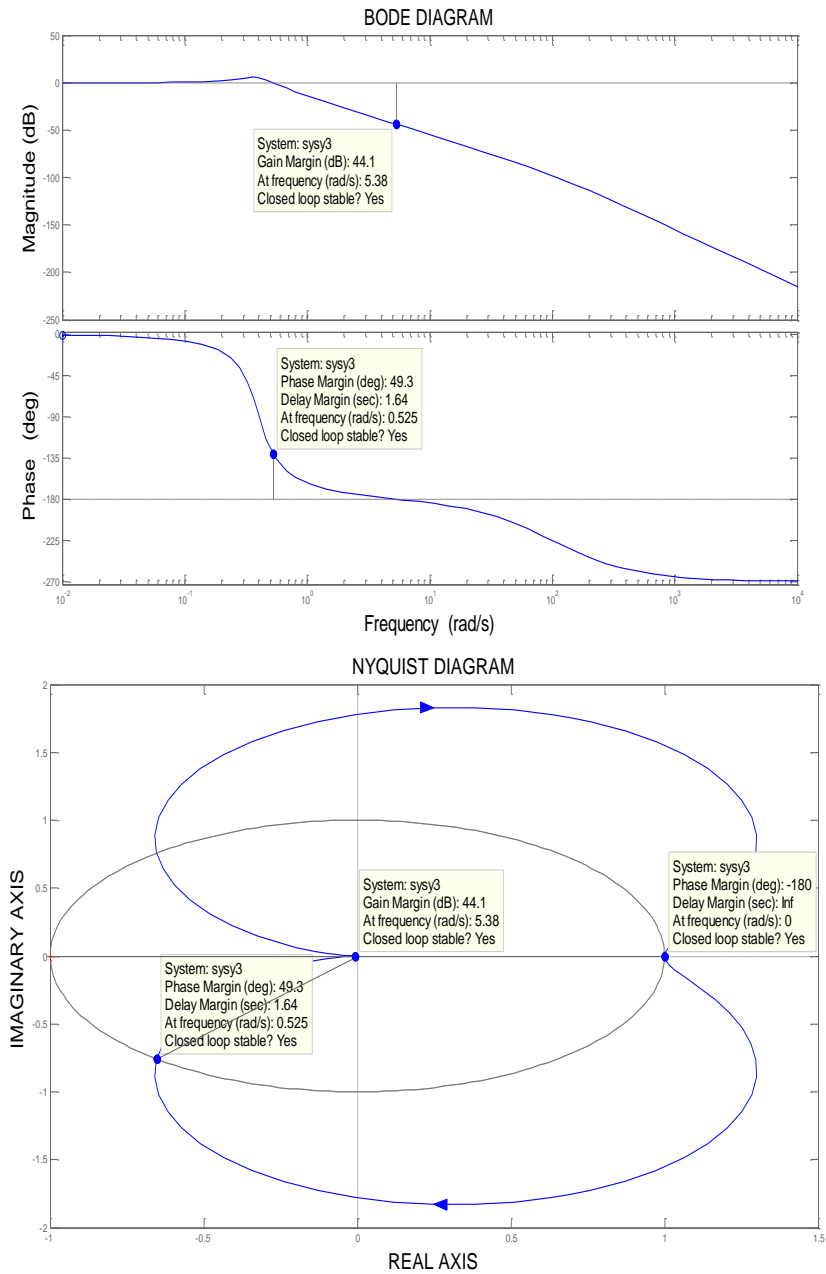 BODE DIAGRAM
50
0
-50
-100
-150
-200
-250
Magnitude (dB)
System: sysy3
Gain Margin (dB): 44.1
At frequency (rad/s): 5.38
Closed loop stable? Yes
0
-45
-90
-135
-180
-225
-270
Phase (deg)
System: sysy3
Phase Margin (deg): 49.3
Delay Margin (sec): 1.64
At frequency (rad/s): 0.525
Closed loop stable? Yes
10^-2 10^-1 10^0 10^1 10^2 10^3 10^4
Frequency (rad/s)
NYQUIST DIAGRAM
2
1.5
1
0.5
0
-0.5
-1
-1.5
-2
IMAGINARY AXIS
System: sysy3
Gain Margin (dB): 44.1
At frequency (rad/s): 5.38
Closed loop stable? Yes
System: sysy3
Phase Margin (deg): -180
Delay Margin (sec): Inf
At frequency (rad/s): 0
Closed loop stable? Yes
System: sysy3
Phase Margin (deg): 49.3
Delay Margin (sec): 1.64
At frequency (rad/s): 0.525
Closed loop stable? Yes
-1 -0.5 0 0.5 1 1.5
REAL AXIS